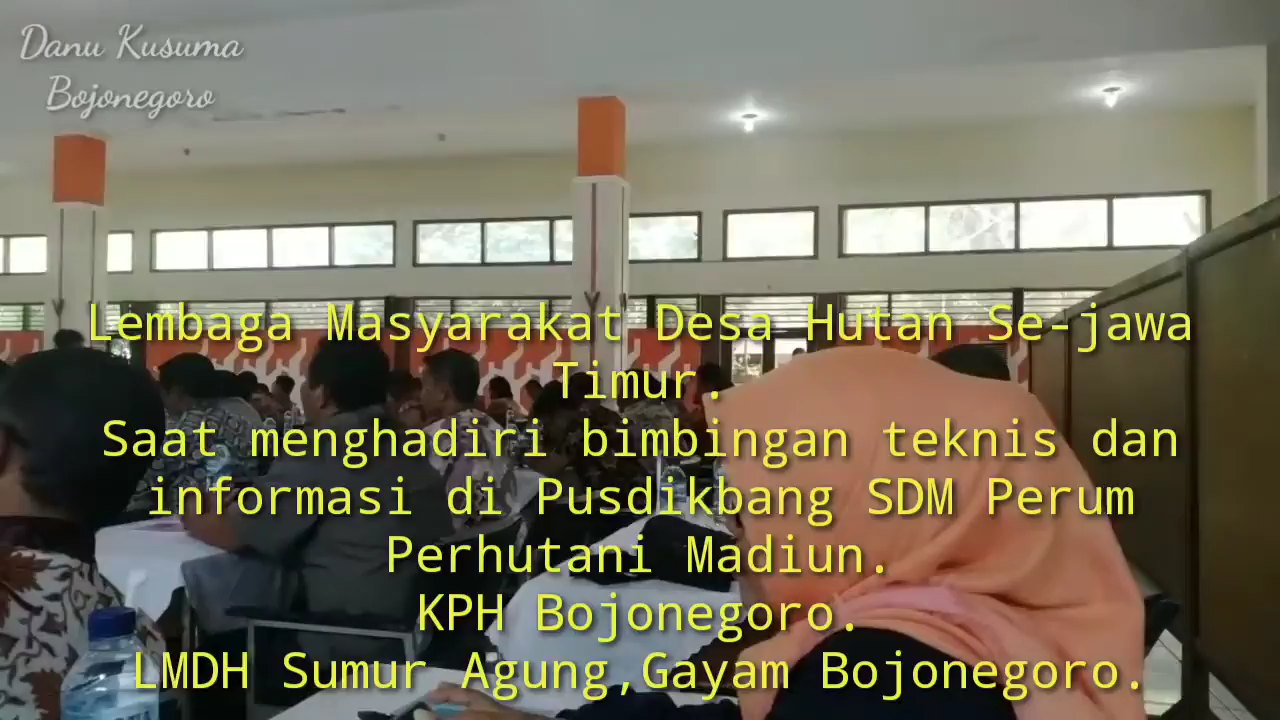 Danu Kusuma
Bojonegoro
Lembaga Masyarakat Desa Hutan Se-jawa
Timur.
Saat menghadiri bimbingan teknis dan
informasi di Pusdikbang SDM Perum
Perhutani Madiun.
KPH Bojonegoro.
LMDH Sumur Agung,Gayam Bojonegoro.